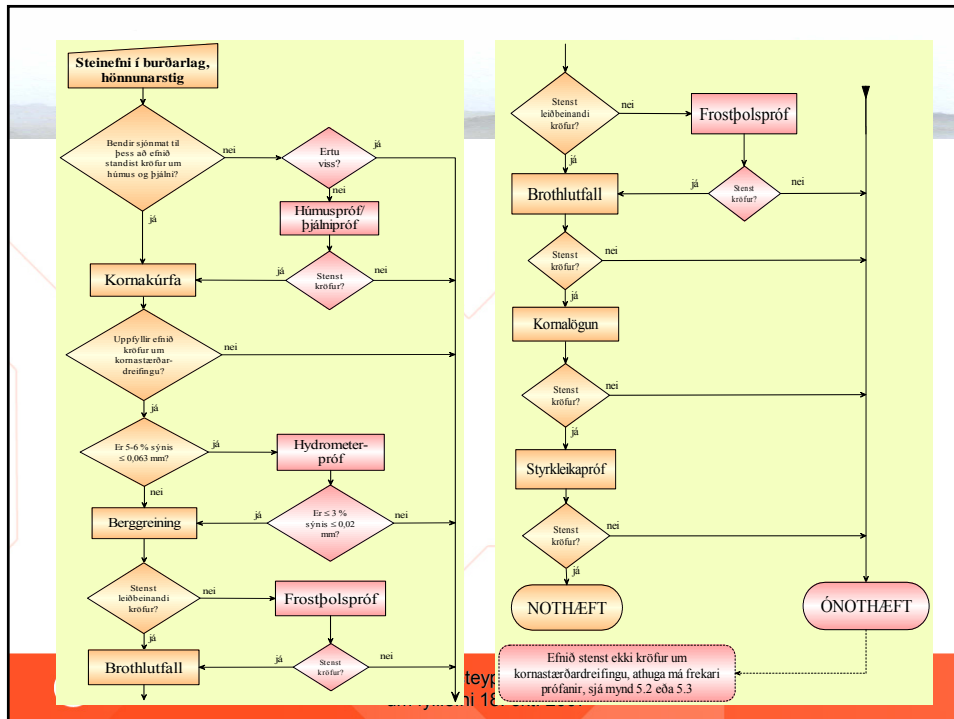 Steinefni í burðarlag,
hönnunarstig
Bendir sjónmat til
þess að efnið
standist kröfur um
húmus og þjálni?
nei
Ertu
viss?
já
nei
Húmuspróf/
þjálnipróf
já
Stenst
kröfur?
já
nei
Kornakúrfa
Uppfyllir efnið
kröfur um
kornastærðar-
dreifingu?
nei
já
Er 5-6 % sýnis
≤ 0,063 mm?
já
Hydrometer-
próf
nei
Er ≤ 3 %
sýnis ≤ 0,02
mm?
já
nei
Berggreining
Stenst
leiðbeinandi
kröfur?
nei
Frostþolspróf
já
Stenst
kröfur?
já
nei
Brothlutfall
Stenst
leiðbeinandi
kröfur?
nei
Frostþolspróf
já
Stenst
kröfur?
já
nei
Brothlutfall
Stenst
kröfur?
nei
já
Kornalögun
Stenst
kröfur?
nei
já
Styrkleikapróf
Stenst
kröfur?
nei
já
NOTHÆFT
ÓNOTHÆFT
Efnið stenst ekki kröfur um
kornastærðardreifingu, athuga má frekari
prófanir, sjá mynd 5.2 eða 5.3